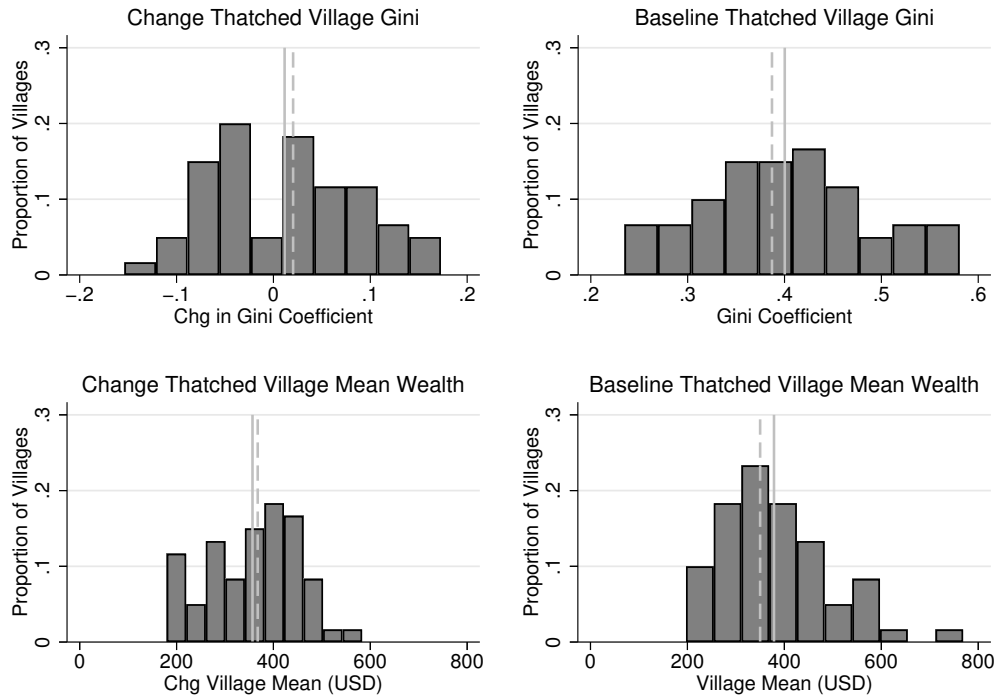 Change Thatched Village Gini
Proportion of Villages
0 .1 .2 .3
−.2 −.1 0 .1 .2
Chg in Gini Coefficient
Baseline Thatched Village Gini
Proportion of Villages
0 .1 .2 .3
.2 .3 .4 .5 .6
Gini Coefficient
Change Thatched Village Mean Wealth
Proportion of Villages
0 .1 .2 .3
0 200 400 600 800
Chg Village Mean (USD)
Baseline Thatched Village Mean Wealth
Proportion of Villages
0 .1 .2 .3
0 200 400 600 800
Village Mean (USD)